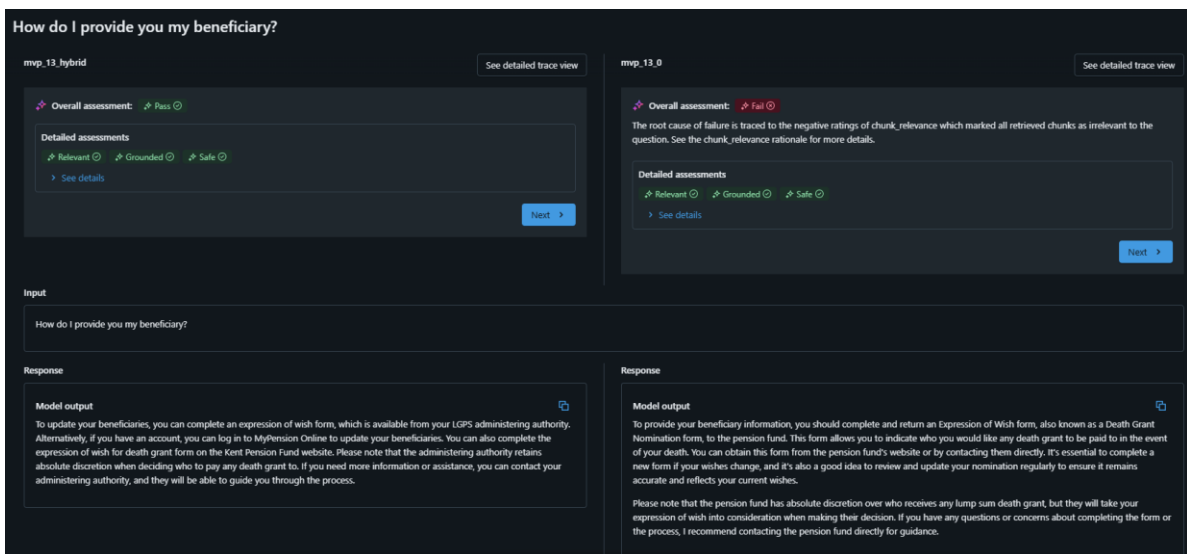 How do I provide you my beneficiary?
mvp_13_hybrid
See detailed trace view
Overall assessment: Pass
Detailed assessments
Relevant Grounded Safe
See details
Next
mvp_13_0
See detailed trace view
Overall assessment: Fail
The root cause of failure is traced to the negative ratings of chunk_relevance which marked all retrieved chunks as irrelevant to the
question. See the chunk_relevance rationale for more details.
Detailed assessments
Relevant Grounded Safe
See details
Next
Input
How do I provide you my beneficiary?
Response
Model output
To update your beneficiaries, you can complete an expression of wish form, which is available from your LGPS administering authority.
Alternatively, if you have an account, you can log in to MyPension Online to update your beneficiaries. You can also complete the
expression of wish for death grant form on the Kent Pension Fund website. Please note that the administering authority retains
absolute discretion when deciding who to pay any death grant to. If you need more information or assistance, you can contact your
administering authority, and they will be able to guide you through the process.
Response
Model output
To provide your beneficiary information, you should complete and return an Expression of Wish form, also known as a Death Grant
Nomination form, to the pension fund. This form allows you to indicate who you would like any death grant to be paid to in the event
of your death. You can obtain this form from the pension fund's website or by contacting them directly. It's essential to complete a
new form if your wishes change, and it's also a good idea to review and update your nomination regularly to ensure it remains
accurate and reflects your current wishes.
Please note that the pension fund has absolute discretion over who receives any lump sum death grant, but they will take your
expression of wish into consideration when making their decision. If you have any questions or concerns about completing the form or
the process, I recommend contacting the pension fund directly for guidance.